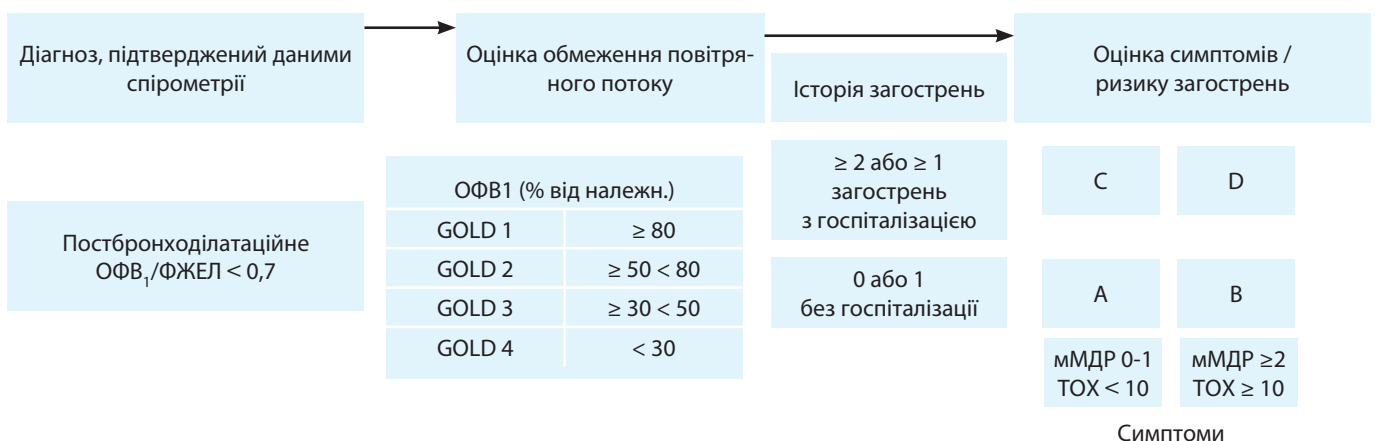 Діагноз, підтверджений даними
спірометрії
Оцінка обмеження повітря-
ного потоку
Історія загострень
Оцінка симптомів /
ризику загострень
Постбронходілатаційне
ОФВ₁/ФЖЕЛ < 0,7
ОФВ1 (% від належн.)
GOLD 1 ≥ 80
GOLD 2 ≥ 50 < 80
GOLD 3 ≥ 30 < 50
GOLD 4 < 30
≥ 2 або ≥ 1
загострень
з госпіталізацією
0 або 1
без госпіталізації
C D
A B
мМДР 0-1
ТОХ < 10
мМДР ≥2
ТОХ ≥ 10
Симптоми